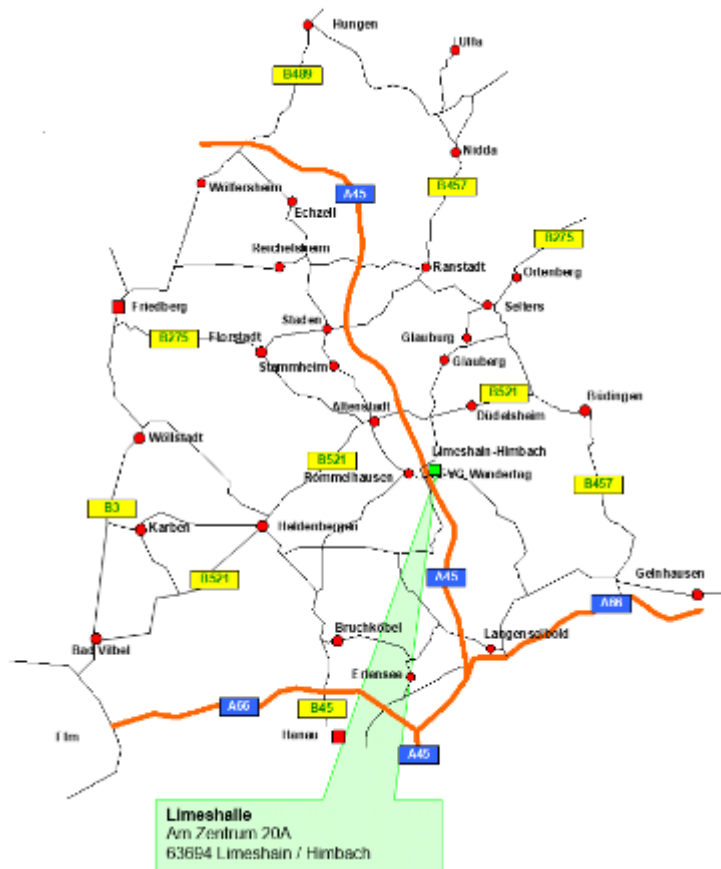 Hungen
Ulfa
B489
Nidda
A45
B457
Wölfersheim
Echzell
B275
Reichelsheim
Ranstadt
Ortenberg
Friedberg
Selters
Staden
B275
Florstadt
Glauburg
Stammheim
Glauberg
B521
Altenstadt
Düdelsheim
Büdingen
Wöllstadt
Limeshain-Himbach
B521
Rommelhausen
VG Wandertag
B3
B457
Karben
Heldenbergen
B521
A45
Gelnhausen
A66
Bruchköbel
Langenselbold
Bad Vilbel
Erlensee
A66
B45
Hanau
A45
Limeshalle
Am Zentrum 20A
63694 Limeshain / Himbach